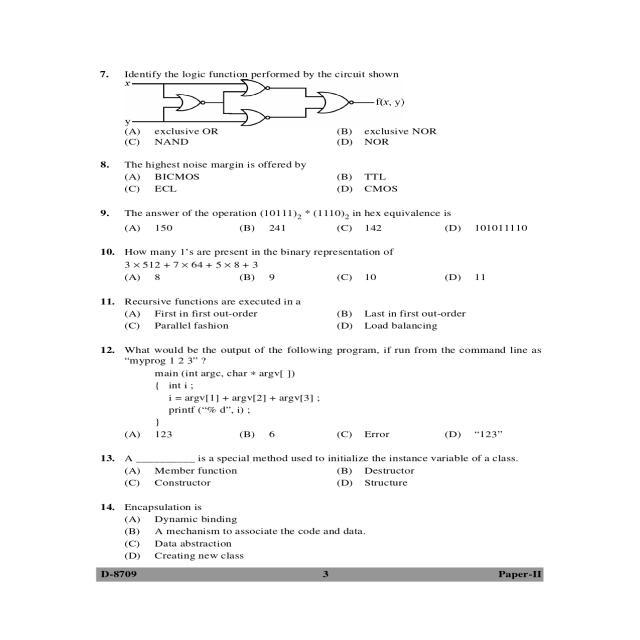 7. Identify the logic function performed by the circuit shown
x
f(x, y)
y
(A) exclusive OR (B) exclusive NOR
(C) NAND (D) NOR
8. The highest noise margin is offered by
(A) BICMOS (B) TTL
(C) ECL (D) CMOS
9. The answer of the operation (10111)₂ * (1110)₂ in hex equivalence is
(A) 150 (B) 241 (C) 142 (D) 101011110
10. How many 1's are present in the binary representation of
3 × 512 + 7 × 64 + 5 × 8 + 3
(A) 8 (B) 9 (C) 10 (D) 11
11. Recursive functions are executed in a
(A) First in first out-order (B) Last in first out-order
(C) Parallel fashion (D) Load balancing
12. What would be the output of the following program, if run from the command line as
“myprog 1 2 3” ?
main (int argc, char * argv[ ])
{ int i ;
i = argv[1] + argv[2] + argv[3] ;
printf (“% d”, i) ;
}
(A) 123 (B) 6 (C) Error (D) “123”
13. A __________ is a special method used to initialize the instance variable of a class.
(A) Member function (B) Destructor
(C) Constructor (D) Structure
14. Encapsulation is
(A) Dynamic binding
(B) A mechanism to associate the code and data.
(C) Data abstraction
(D) Creating new class
D-8709 3 Paper-II